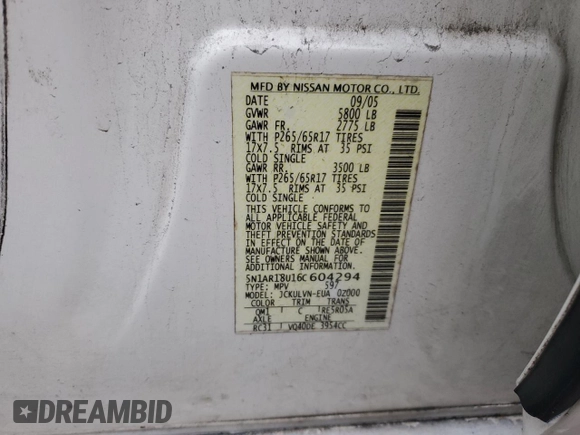 MFD BY NISSAN MOTOR CO., LTD.
DATE 09/05
GVWR 5800 LB
GAWR FR. 2775 LB
WITH P265/65R17 TIRES
17X7.5 RIMS AT 35 PSI
COLD SINGLE
GAWR RR. 3500 LB
WITH P265/65R17 TIRES
17X7.5 RIMS AT 35 PSI
COLD SINGLE
THIS VEHICLE CONFORMS TO
ALL APPLICABLE FEDERAL
MOTOR VEHICLE SAFETY AND
THEFT PREVENTION STANDARDS
IN EFFECT ON THE DATE OF
MANUFACTURE SHOWN ABOVE.
SEE OWNERS MANUAL FOR
ADDITIONAL INFORMATION.
5N1AR18U16C604294
TYPE: MPV 597
MODEL: JCKULVN-EUA 02000
COLOR TRIM TRANS
QM1 C RE5R05A
AXLE ENGINE
RC31 VQ40DE 3954CC
DREAMBID